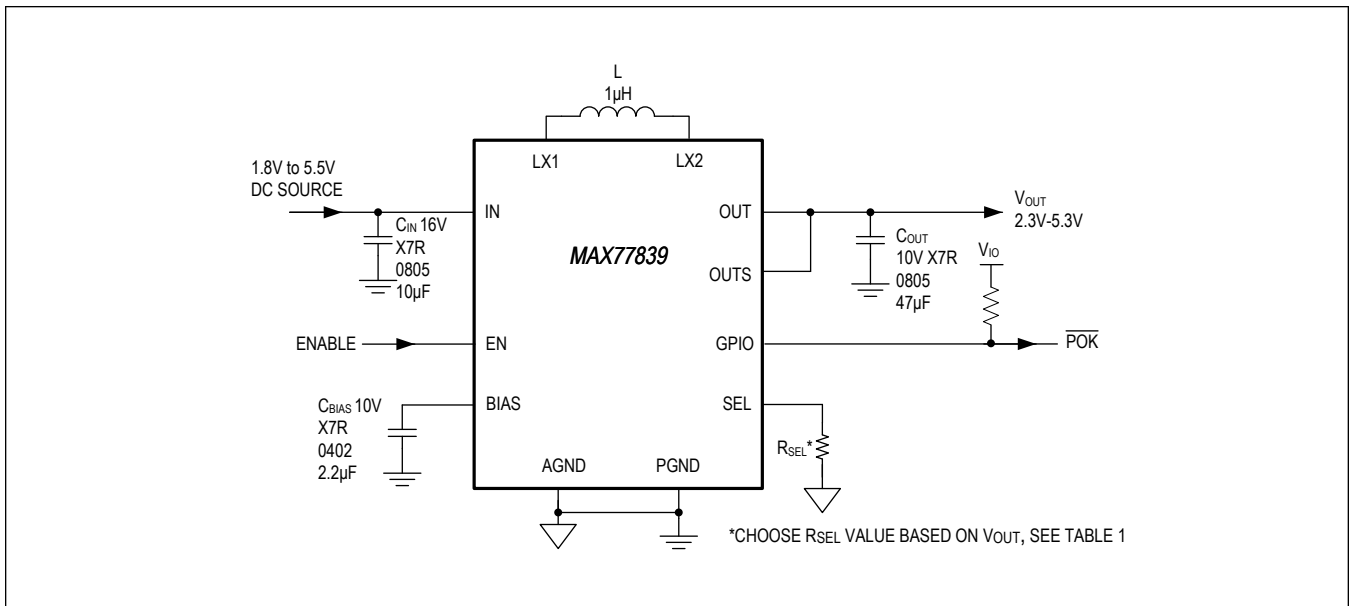 L
1µH
LX1
LX2
1.8V to 5.5V
DC SOURCE
IN
OUT
VOUT
2.3V-5.3V
CIN 16V
X7R
0805
10µF
MAX77839
COUT
10V X7R
0805
47µF
VIO
OUTS
ENABLE
EN
GPIO
POK
CBIAS 10V
X7R
0402
2.2µF
BIAS
SEL
RSEL*
AGND
PGND
*CHOOSE RSEL VALUE BASED ON VOUT, SEE TABLE 1